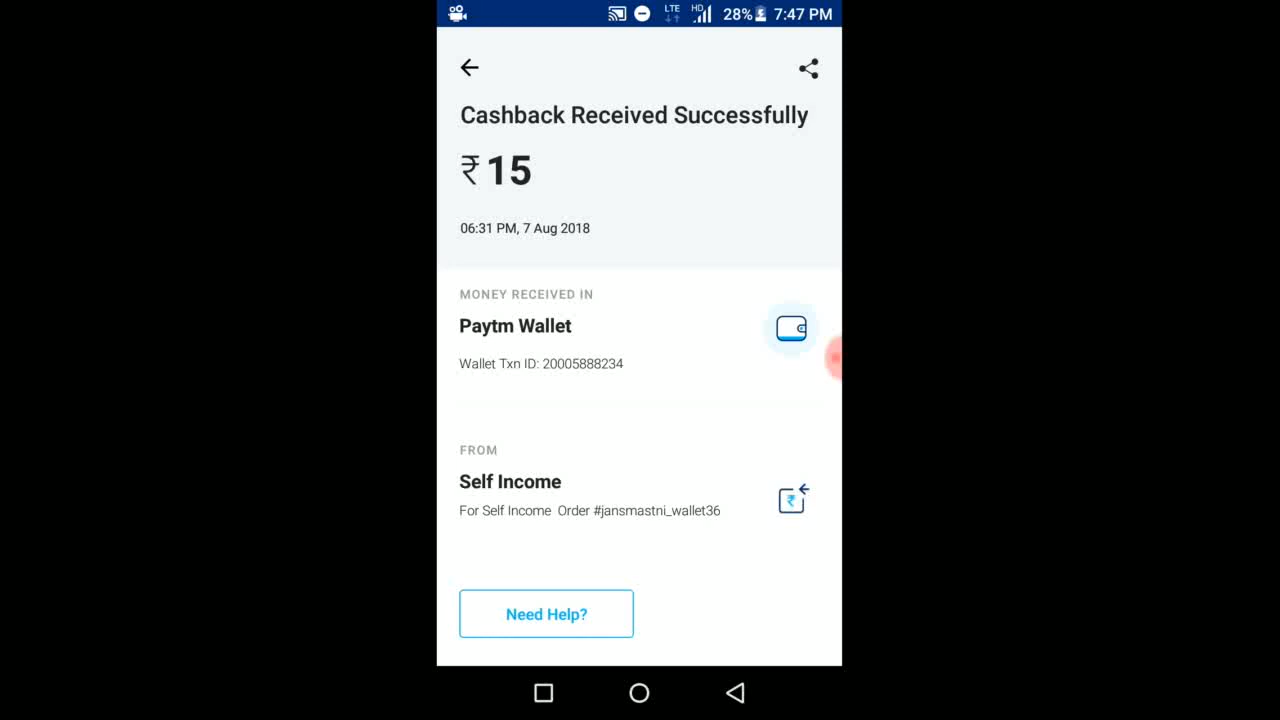 LTE HD 28% 7:47 PM
Cashback Received Successfully
₹ 15
06:31 PM, 7 Aug 2018
MONEY RECEIVED IN
Paytm Wallet
Wallet Txn ID: 20005888234
FROM
Self Income
For Self Income Order #jansmastni_wallet36
Need Help?